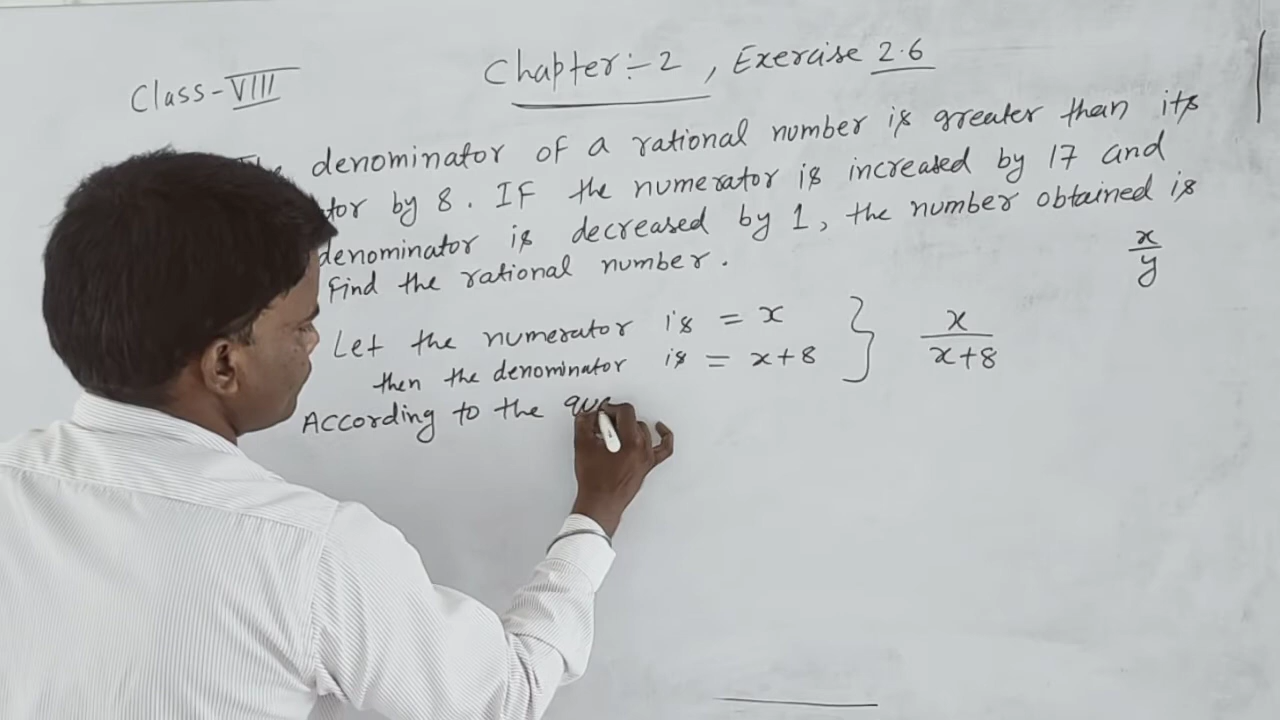 Class-VIII
Chapter:-2, Exercise 2.6
denominator of a rational number is greater than its
by 8. IF the numerator is increased by 17 and
denominator is decreased by 1, the number obtained is
Find the rational number.
x
y
Let the numerator is = x
then the denominator is = x+8
} x
x+8
According to the que